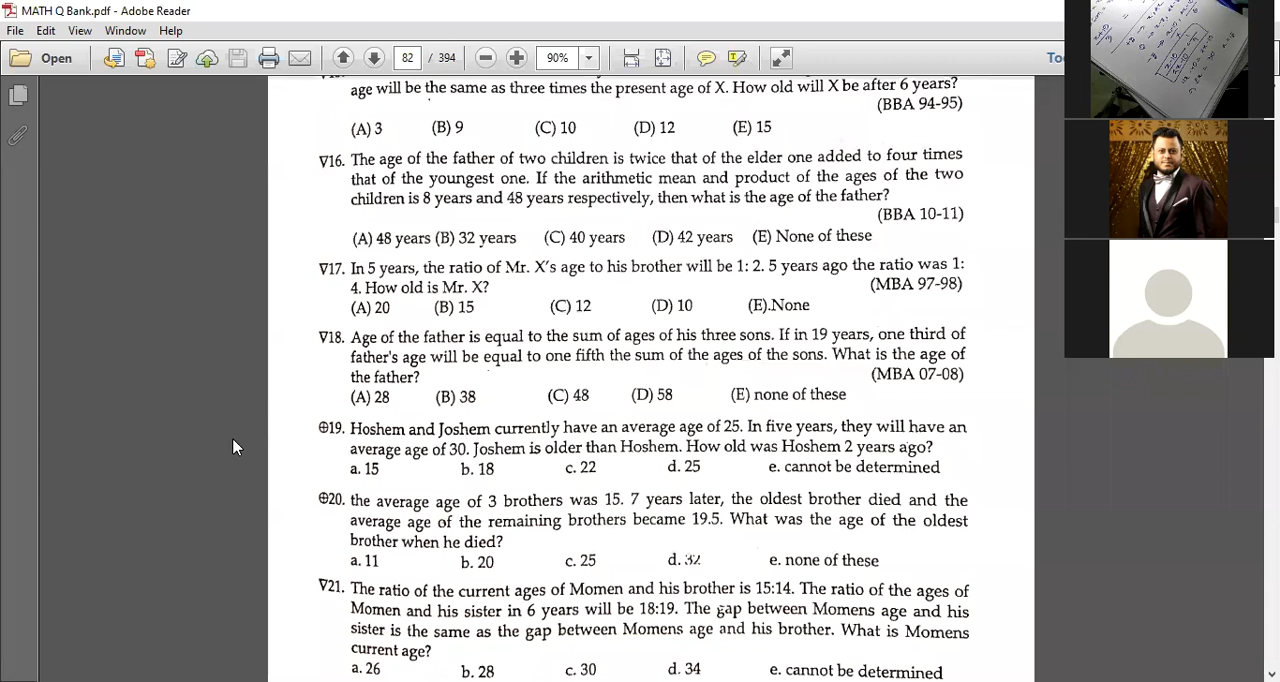 MATH Q Bank.pdf - Adobe Reader
File Edit View Window Help
Open 82 / 394 90%
age will be the same as three times the present age of X. How old will X be after 6 years?
(BBA 94-95)
(A) 3 (B) 9 (C) 10 (D) 12 (E) 15
∇16. The age of the father of two children is twice that of the elder one added to four times
that of the youngest one. If the arithmetic mean and product of the ages of the two
children is 8 years and 48 years respectively, then what is the age of the father?
(BBA 10-11)
(A) 48 years (B) 32 years (C) 40 years (D) 42 years (E) None of these
∇17. In 5 years, the ratio of Mr. X's age to his brother will be 1: 2. 5 years ago the ratio was 1:
4. How old is Mr. X? (MBA 97-98)
(A) 20 (B) 15 (C) 12 (D) 10 (E).None
∇18. Age of the father is equal to the sum of ages of his three sons. If in 19 years, one third of
father's age will be equal to one fifth the sum of the ages of the sons. What is the age of
the father? (MBA 07-08)
(A) 28 (B) 38 (C) 48 (D) 58 (E) none of these
⊕19. Hoshem and Joshem currently have an average age of 25. In five years, they will have an
average age of 30. Joshem is older than Hoshem. How old was Hoshem 2 years ago?
a. 15 b. 18 c. 22 d. 25 e. cannot be determined
⊕20. the average age of 3 brothers was 15. 7 years later, the oldest brother died and the
average age of the remaining brothers became 19.5. What was the age of the oldest
brother when he died?
a. 11 b. 20 c. 25 d. 32 e. none of these
∇21. The ratio of the current ages of Momen and his brother is 15:14. The ratio of the ages of
Momen and his sister in 6 years will be 18:19. The gap between Momens age and his
sister is the same as the gap between Momens age and his brother. What is Momens
current age?
a. 26 b. 28 c. 30 d. 34 e. cannot be determined